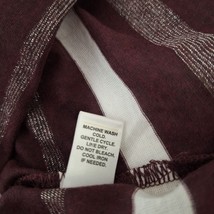 MACHINE WASH
COLD.
GENTLE CYCLE.
LINE DRY.
DO NOT BLEACH.
COOL IRON
IF NEEDED.